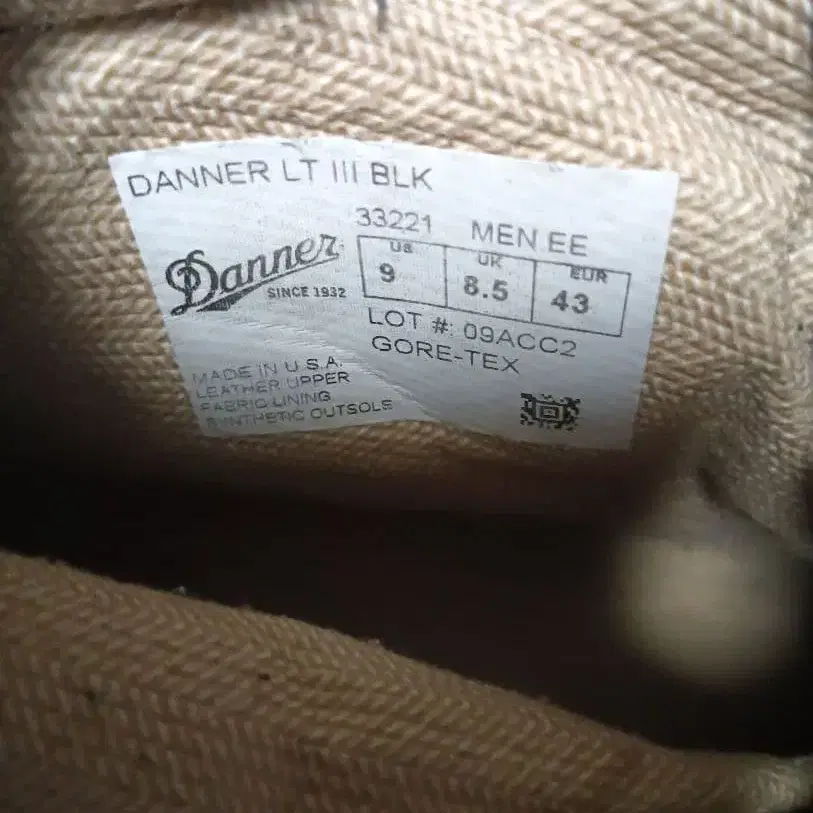 DANNER LT III BLK
33221 MEN EE
Danner
SINCE 1932
US UK EUR
9 8.5 43
LOT #: 09ACC2
GORE-TEX
MADE IN U.S.A.
LEATHER UPPER
FABRIC LINING
SYNTHETIC OUTSOLE